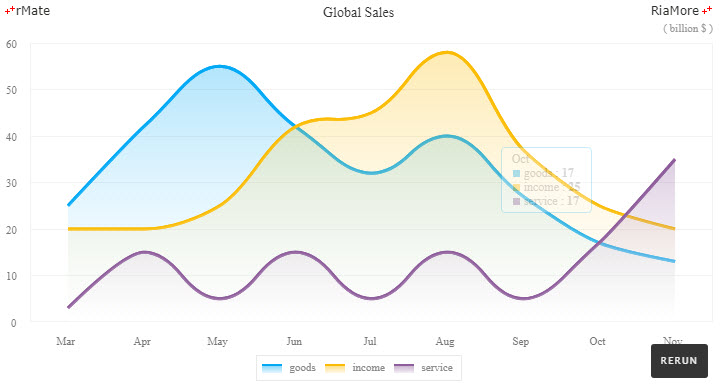 rMate
Global Sales
RiaMore
( billion $ )
60
50
40
30
20
10
0
Oct
goods : 17
income : 25
service : 17
Mar Apr May Jun Jul Aug Sep Oct Nov
RERUN
goods income service